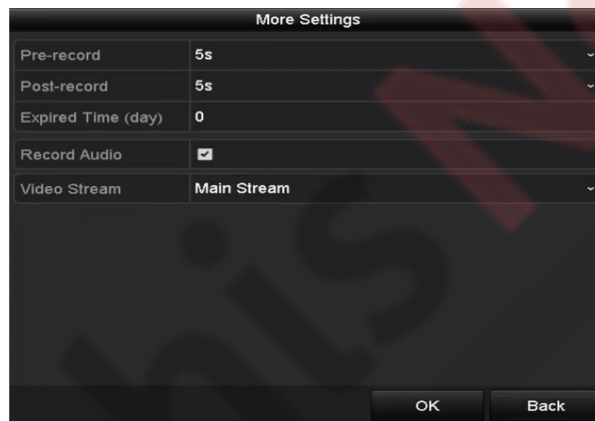 More Settings
Pre-record 5s
Post-record 5s
Expired Time (day) 0
Record Audio
Video Stream Main Stream
OK Back